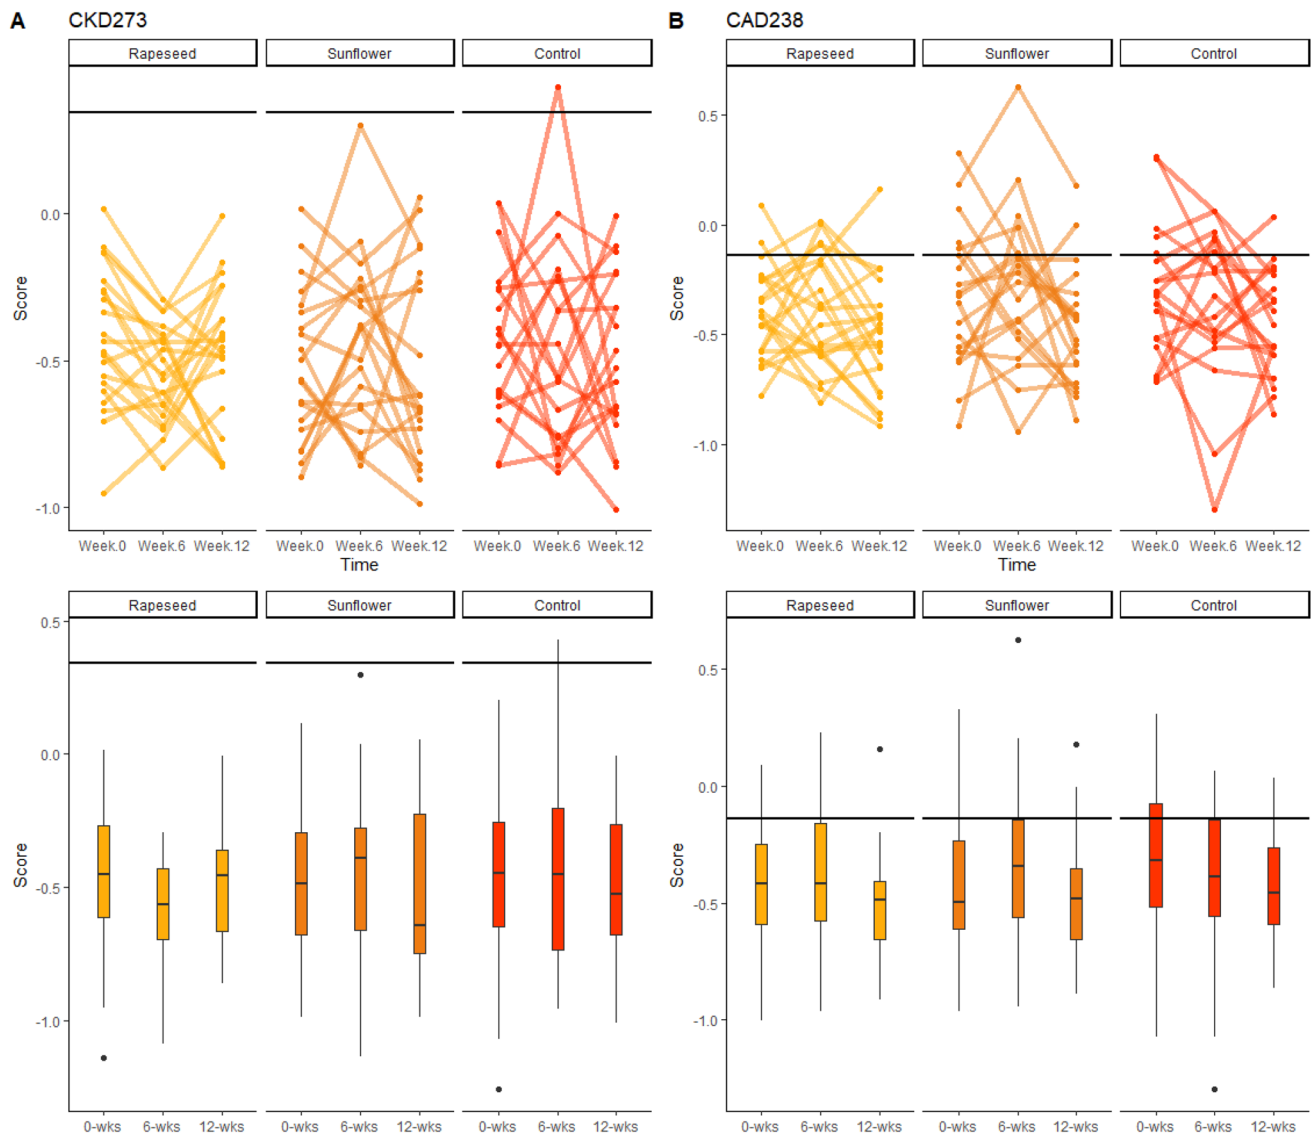 A CKD273
Rapeseed Sunflower Control
0.0
-0.5
-1.0
Score
Week.0 Week.6 Week.12 Week.0 Week.6 Week.12 Week.0 Week.6 Week.12
Time
B CAD238
Rapeseed Sunflower Control
0.5
0.0
-0.5
-1.0
Score
Week.0 Week.6 Week.12 Week.0 Week.6 Week.12 Week.0 Week.6 Week.12
Time
Rapeseed Sunflower Control
0.5
0.0
-0.5
-1.0
Score
0-wks 6-wks 12-wks 0-wks 6-wks 12-wks 0-wks 6-wks 12-wks
Rapeseed Sunflower Control
0.5
0.0
-0.5
-1.0
Score
0-wks 6-wks 12-wks 0-wks 6-wks 12-wks 0-wks 6-wks 12-wks